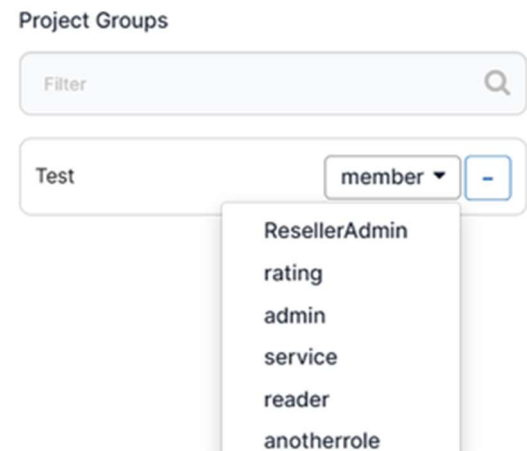 Project Groups
Filter
Test member -
ResellerAdmin
rating
admin
service
reader
anotherrole